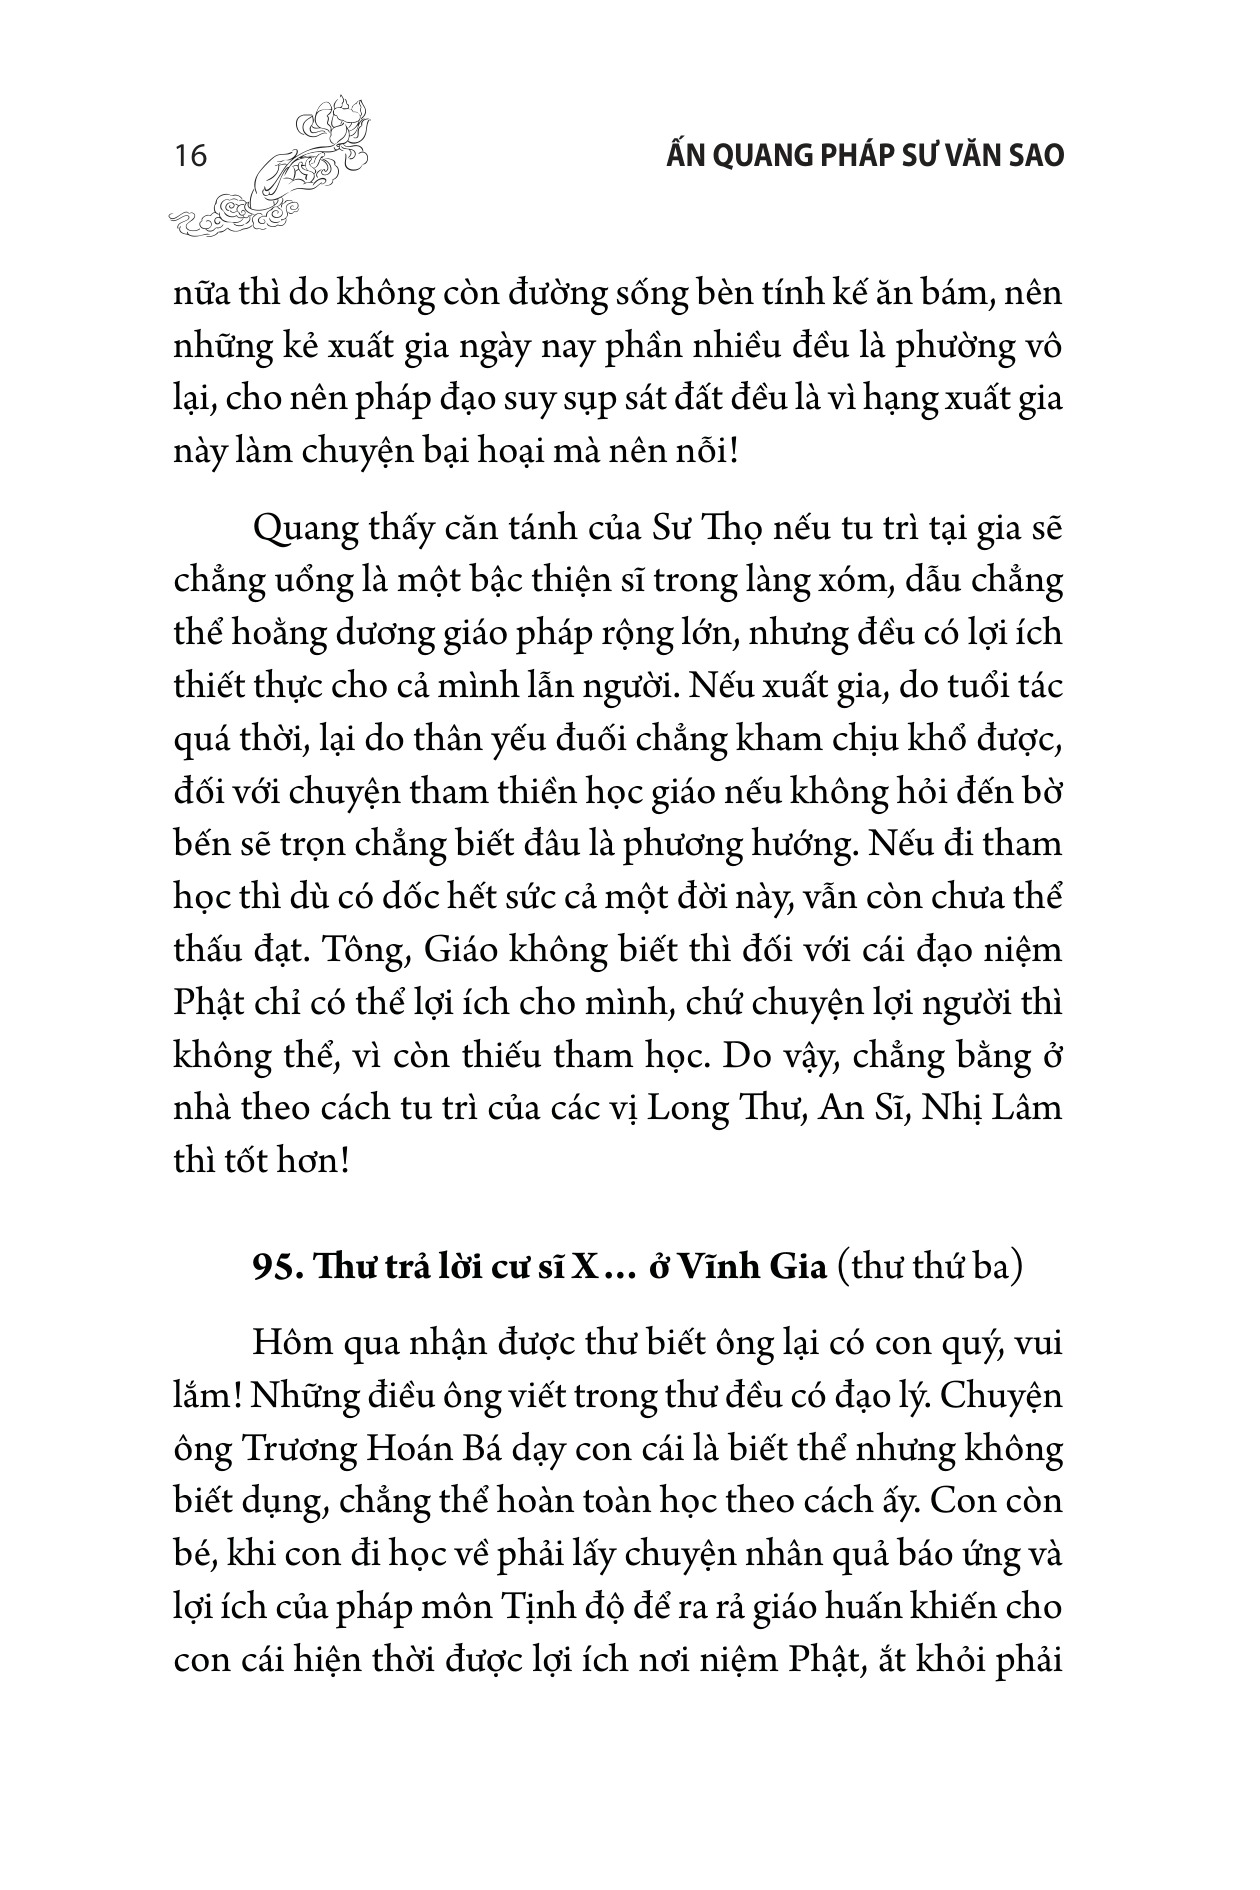 16
ẤN QUANG PHÁP SƯ VĂN SAO
nữa thì do không còn đường sống bèn tính kế ăn bám, nên
những kẻ xuất gia ngày nay phần nhiều đều là phường vô
lại, cho nên pháp đạo suy sụp sát đất đều là vì hạng xuất gia
này làm chuyện bại hoại mà nên nỗi!
Quang thấy căn tánh của Sư Thọ nếu tu trì tại gia sẽ
chẳng uổng là một bậc thiện sĩ trong làng xóm, dẫu chẳng
thể hoằng dương giáo pháp rộng lớn, nhưng đều có lợi ích
thiết thực cho cả mình lẫn người. Nếu xuất gia, do tuổi tác
quá thời, lại do thân yếu đuối chẳng kham chịu khổ được,
đối với chuyện tham thiền học giáo nếu không hỏi đến bờ
bến sẽ trọn chẳng biết đâu là phương hướng. Nếu đi tham
học thì dù có dốc hết sức cả một đời này, vẫn còn chưa thể
thấu đạt. Tông, Giáo không biết thì đối với cái đạo niệm
Phật chỉ có thể lợi ích cho mình, chứ chuyện lợi người thì
không thể, vì còn thiếu tham học. Do vậy, chẳng bằng ở
nhà theo cách tu trì của các vị Long Thư, An Sĩ, Nhị Lâm
thì tốt hơn!
95. Thư trả lời cư sĩ X... ở Vĩnh Gia (thư thứ ba)
Hôm qua nhận được thư biết ông lại có con quý, vui
lắm! Những điều ông viết trong thư đều có đạo lý. Chuyện
ông Trương Hoán Bá dạy con cái là biết thể nhưng không
biết dụng, chẳng thể hoàn toàn học theo cách ấy. Con còn
bé, khi con đi học về phải lấy chuyện nhân quả báo ứng và
lợi ích của pháp môn Tịnh độ để ra rả giáo huấn khiến cho
con cái hiện thời được lợi ích nơi niệm Phật, ắt khỏi phải